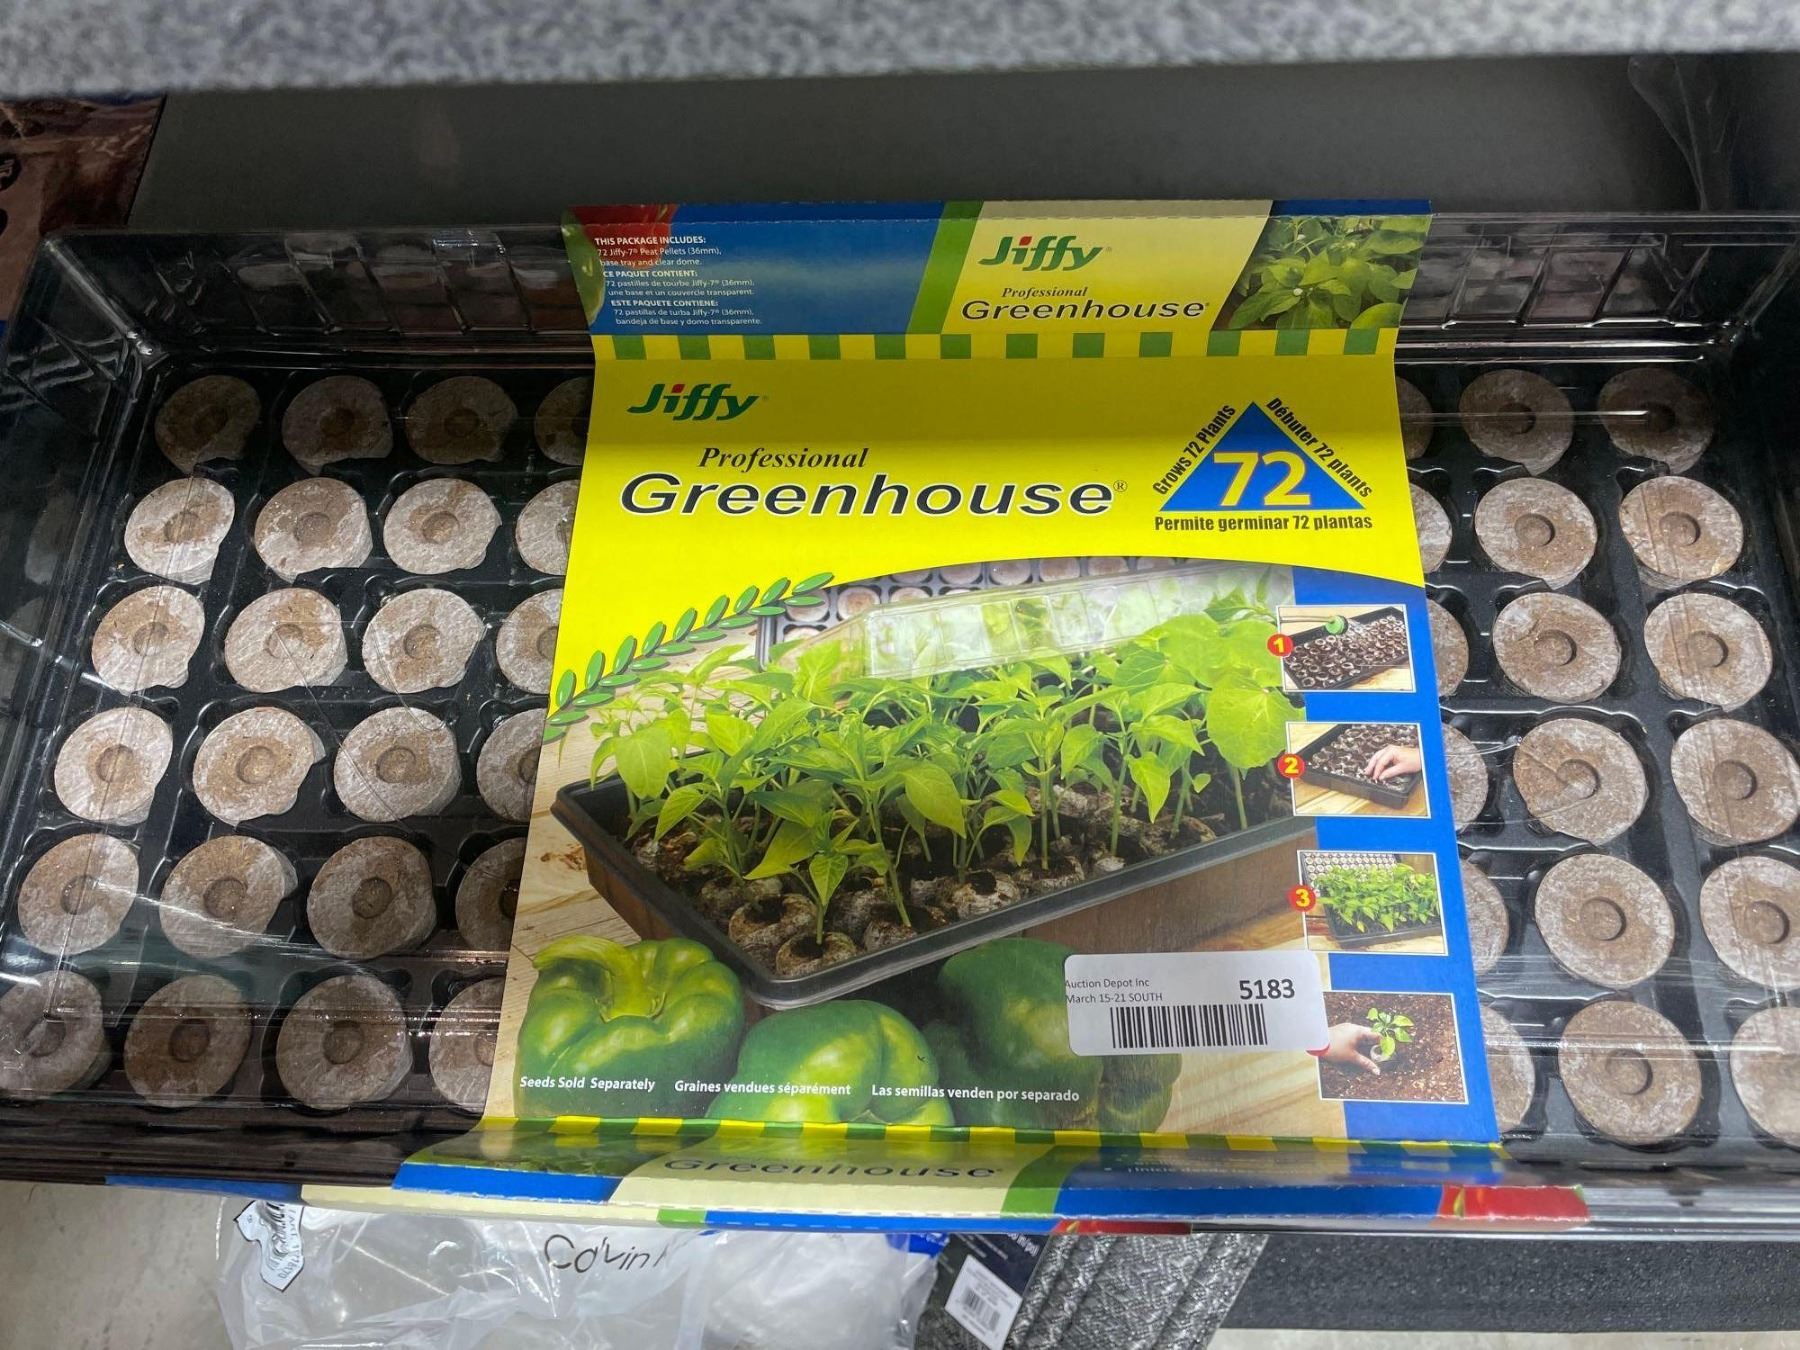 THIS PACKAGE INCLUDES:
72 Jiffy-7® Peat Pellets (36mm),
base tray and clear dome.
CE PAQUET CONTIENT:
72 pastilles de tourbe Jiffy-7® (36mm),
une base et un couvercle transparent.
ESTE PAQUETE CONTIENE:
72 pastillas de turba Jiffy-7® (36mm),
bandeja de base y domo transparente.
Jiffy®
Professional
Greenhouse®
Jiffy®
Professional
Greenhouse®
Grows 72 Plants
Débuter 72 plants
72
Permite germinar 72 plantas
1
2
3
Auction Depot Inc
March 15-21 SOUTH
5183
Seeds Sold Separately
Graines vendues séparément
Las semillas venden por separado
Greenhouse®
Calvin